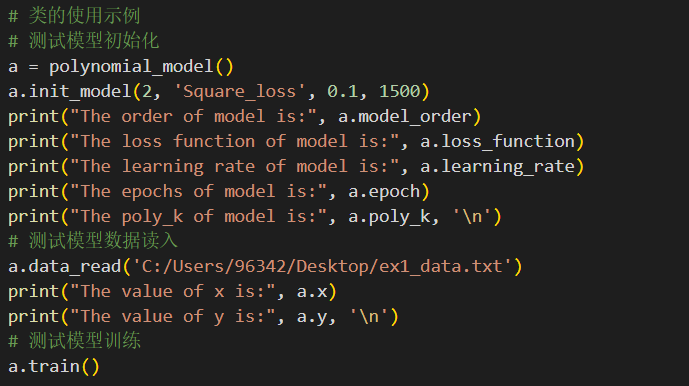 # 类的使用示例
# 测试模型初始化
a = polynomial_model()
a.init_model(2, 'Square_loss', 0.1, 1500)
print("The order of model is:", a.model_order)
print("The loss function of model is:", a.loss_function)
print("The learning rate of model is:", a.learning_rate)
print("The epochs of model is:", a.epoch)
print("The poly_k of model is:", a.poly_k, '\n')
# 测试模型数据读入
a.data_read('C:/Users/96342/Desktop/ex1_data.txt')
print("The value of x is:", a.x)
print("The value of y is:", a.y, '\n')
# 测试模型训练
a.train()